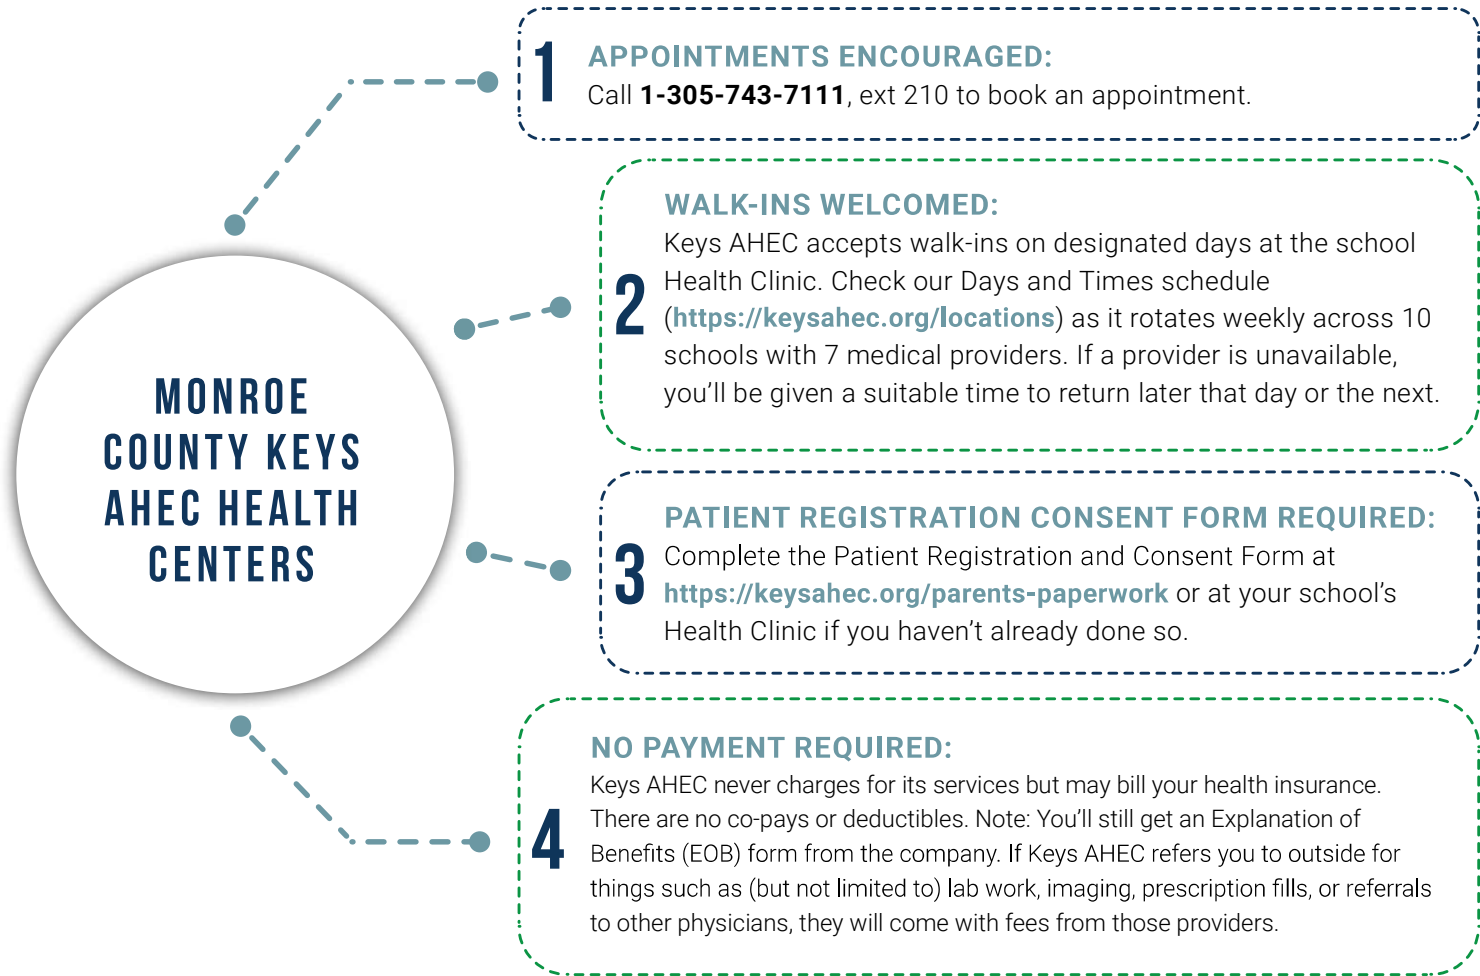 MONROE
COUNTY KEYS
AHEC HEALTH
CENTERS
1
APPOINTMENTS ENCOURAGED:
Call 1-305-743-7111, ext 210 to book an appointment.
2
WALK-INS WELCOMED:
Keys AHEC accepts walk-ins on designated days at the school
Health Clinic. Check our Days and Times schedule
(https://keysahec.org/locations) as it rotates weekly across 10
schools with 7 medical providers. If a provider is unavailable,
you'll be given a suitable time to return later that day or the next.
3
PATIENT REGISTRATION CONSENT FORM REQUIRED:
Complete the Patient Registration and Consent Form at
https://keysahec.org/parents-paperwork or at your school's
Health Clinic if you haven't already done so.
4
NO PAYMENT REQUIRED:
Keys AHEC never charges for its services but may bill your health insurance.
There are no co-pays or deductibles. Note: You'll still get an Explanation of
Benefits (EOB) form from the company. If Keys AHEC refers you to outside for
things such as (but not limited to) lab work, imaging, prescription fills, or referrals
to other physicians, they will come with fees from those providers.